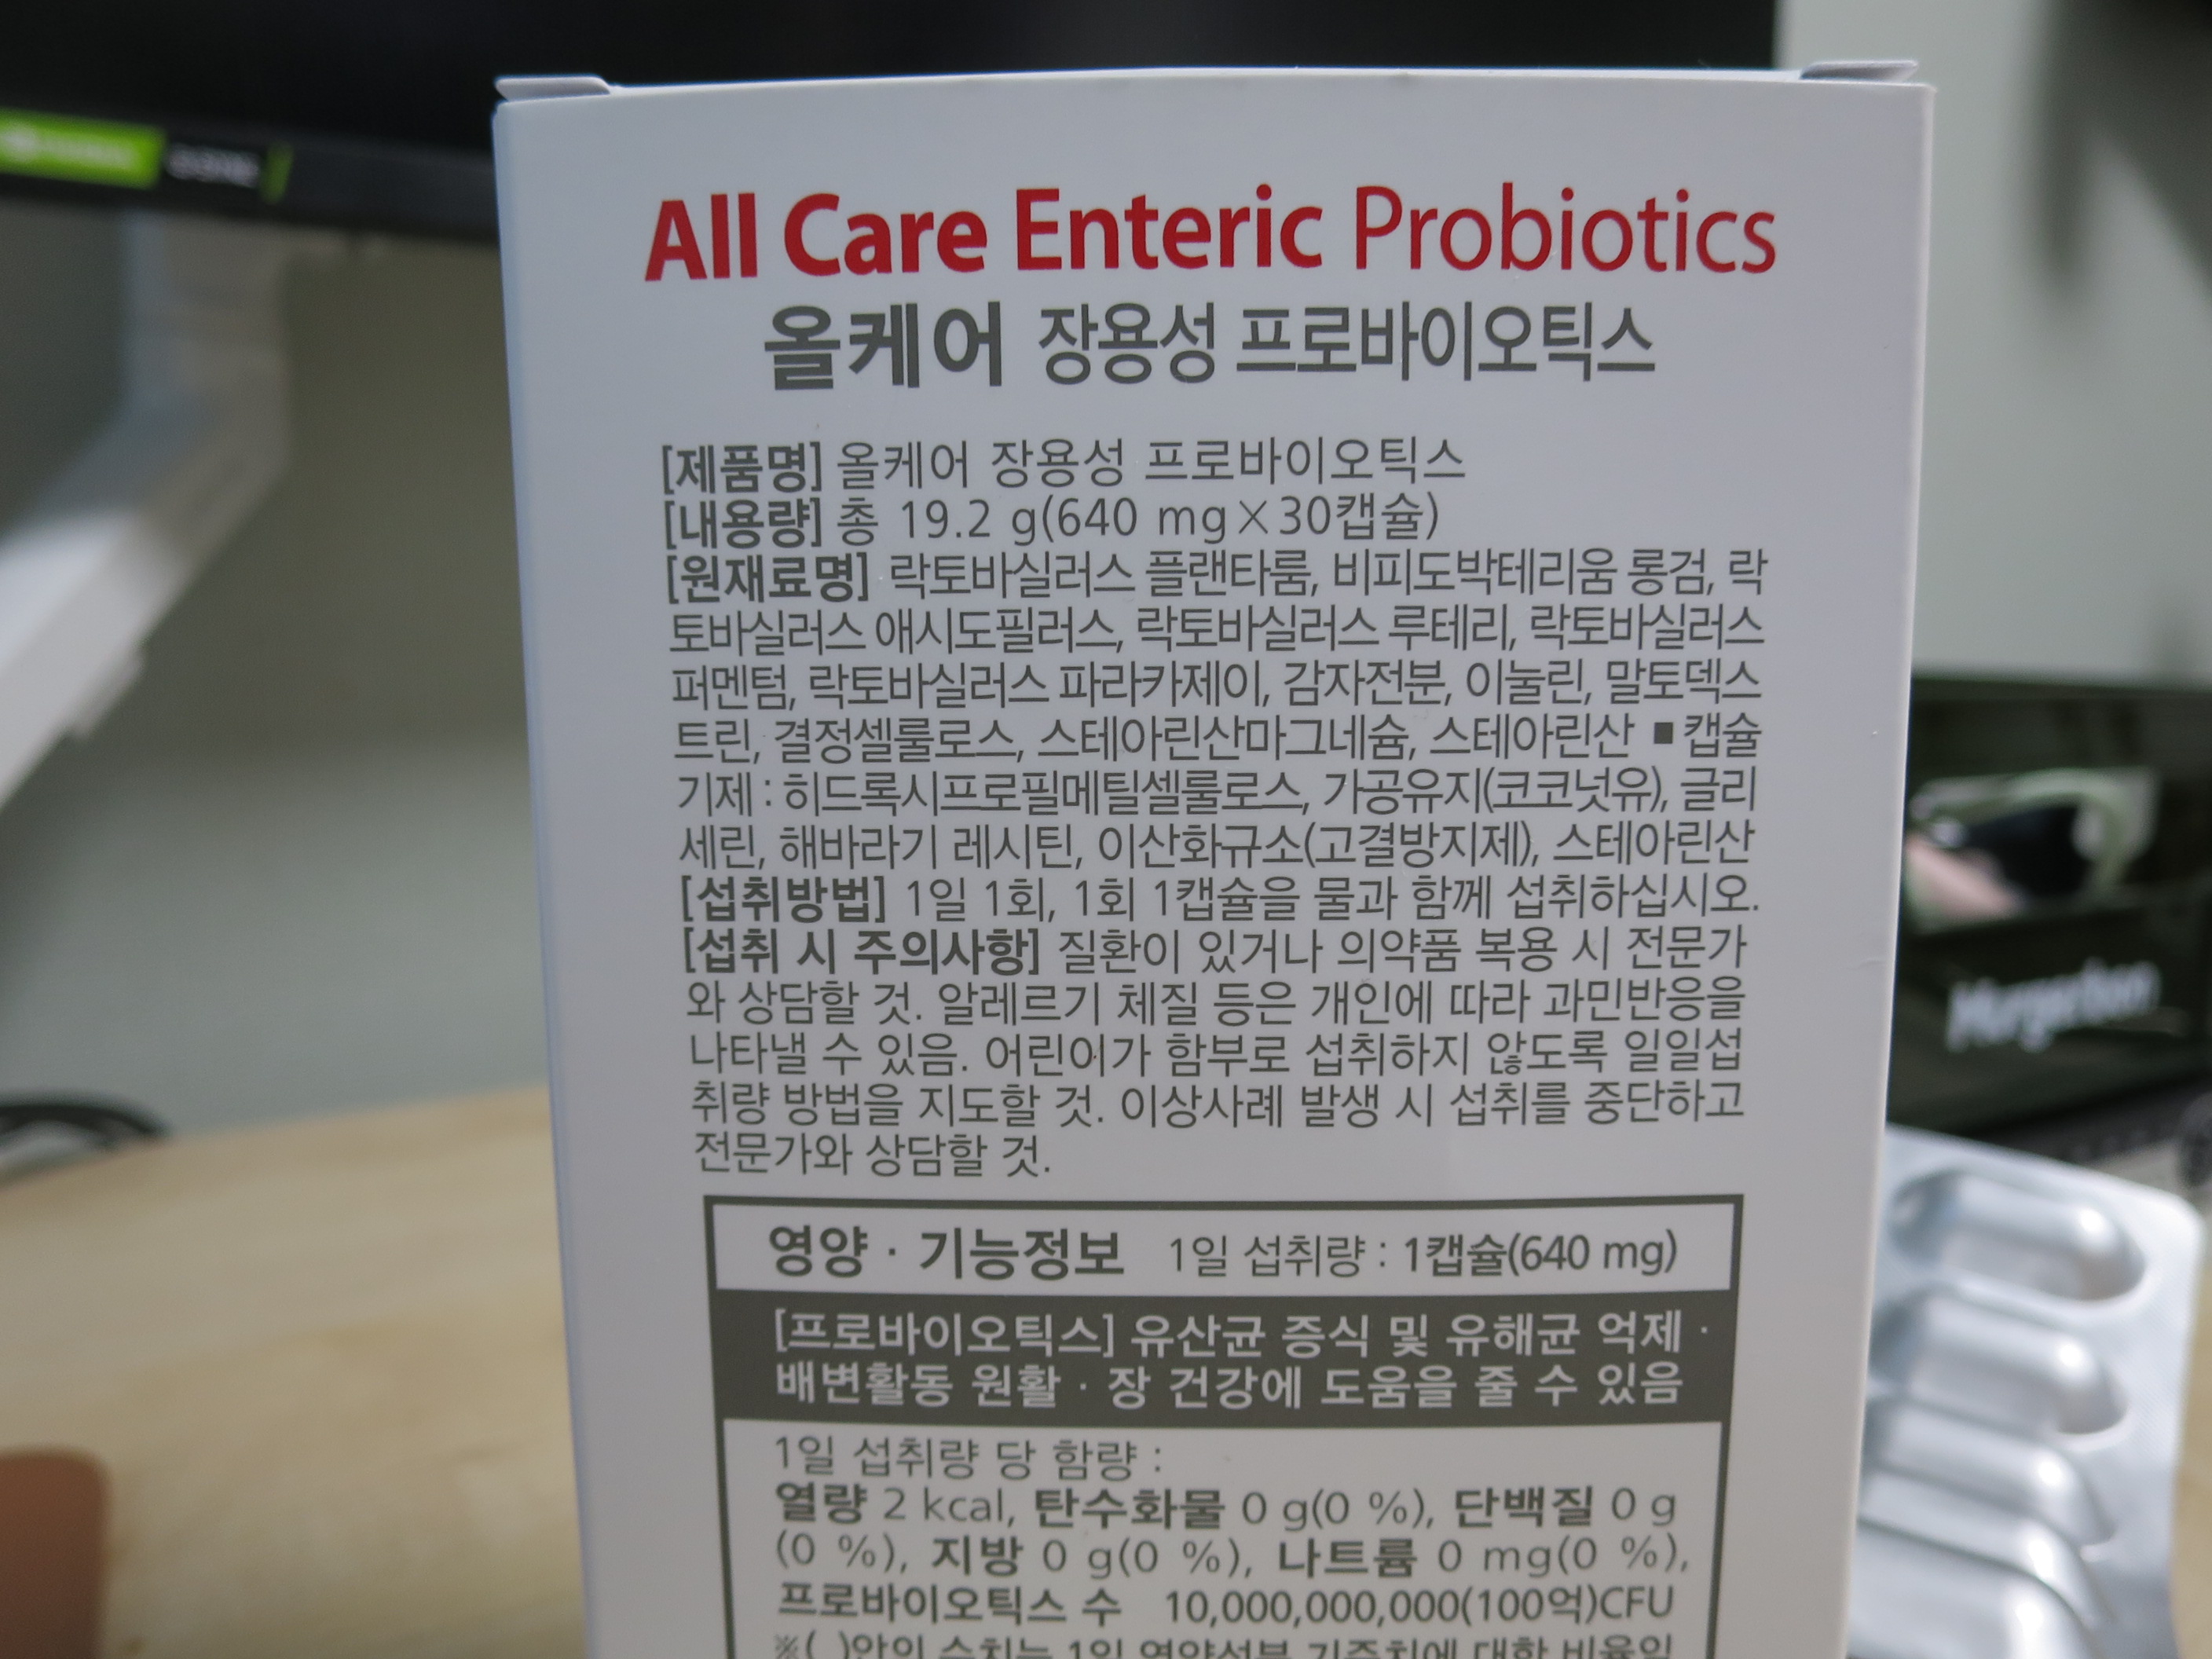 All Care Enteric Probiotics
올케어 장용성 프로바이오틱스
[제품명] 올케어 장용성 프로바이오틱스
[내용량] 총 19.2 g(640 mg×30캡슐)
[원재료명] 락토바실러스 플랜타룸, 비피도박테리움 롱검, 락
토바실러스 애시도필러스, 락토바실러스 루테리, 락토바실러스
퍼멘텀, 락토바실러스 파라카제이, 감자전분, 이눌린, 말토덱스
트린, 결정셀룰로스, 스테아린산마그네슘, 스테아린산 ■ 캡슐
기제 : 히드록시프로필메틸셀룰로스, 가공유지(코코넛유), 글리
세린, 해바라기 레시틴, 이산화규소(고결방지제), 스테아린산
[섭취방법] 1일 1회, 1회 1캡슐을 물과 함께 섭취하십시오.
[섭취 시 주의사항] 질환이 있거나 의약품 복용 시 전문가
와 상담할 것. 알레르기 체질 등은 개인에 따라 과민반응을
나타낼 수 있음. 어린이가 함부로 섭취하지 않도록 일일섭
취량 방법을 지도할 것. 이상사례 발생 시 섭취를 중단하고
전문가와 상담할 것.
영양 · 기능정보 1일 섭취량 : 1캡슐(640 mg)
[프로바이오틱스] 유산균 증식 및 유해균 억제 ·
배변활동 원활 · 장 건강에 도움을 줄 수 있음
1일 섭취량 당 함량 :
열량 2 kcal, 탄수화물 0 g(0 %), 단백질 0 g
(0 %), 지방 0 g(0 %), 나트륨 0 mg(0 %),
프로바이오틱스 수 10,000,000,000(100억)CFU
※( )안의 수치는 1일 영양성분 기준치에 대한 비율임